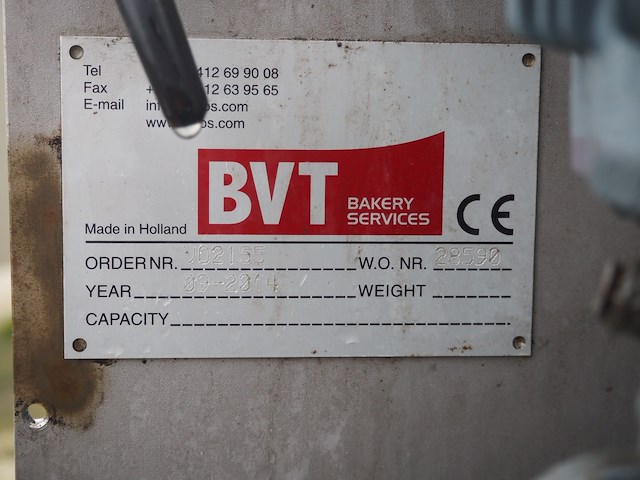 Tel 412 69 90 08
Fax 12 63 95 65
E-mail
BVT
BAKERY
SERVICES
CE
Made in Holland
ORDER NR. W.O. NR. 28590
YEAR 09-2014 WEIGHT
CAPACITY